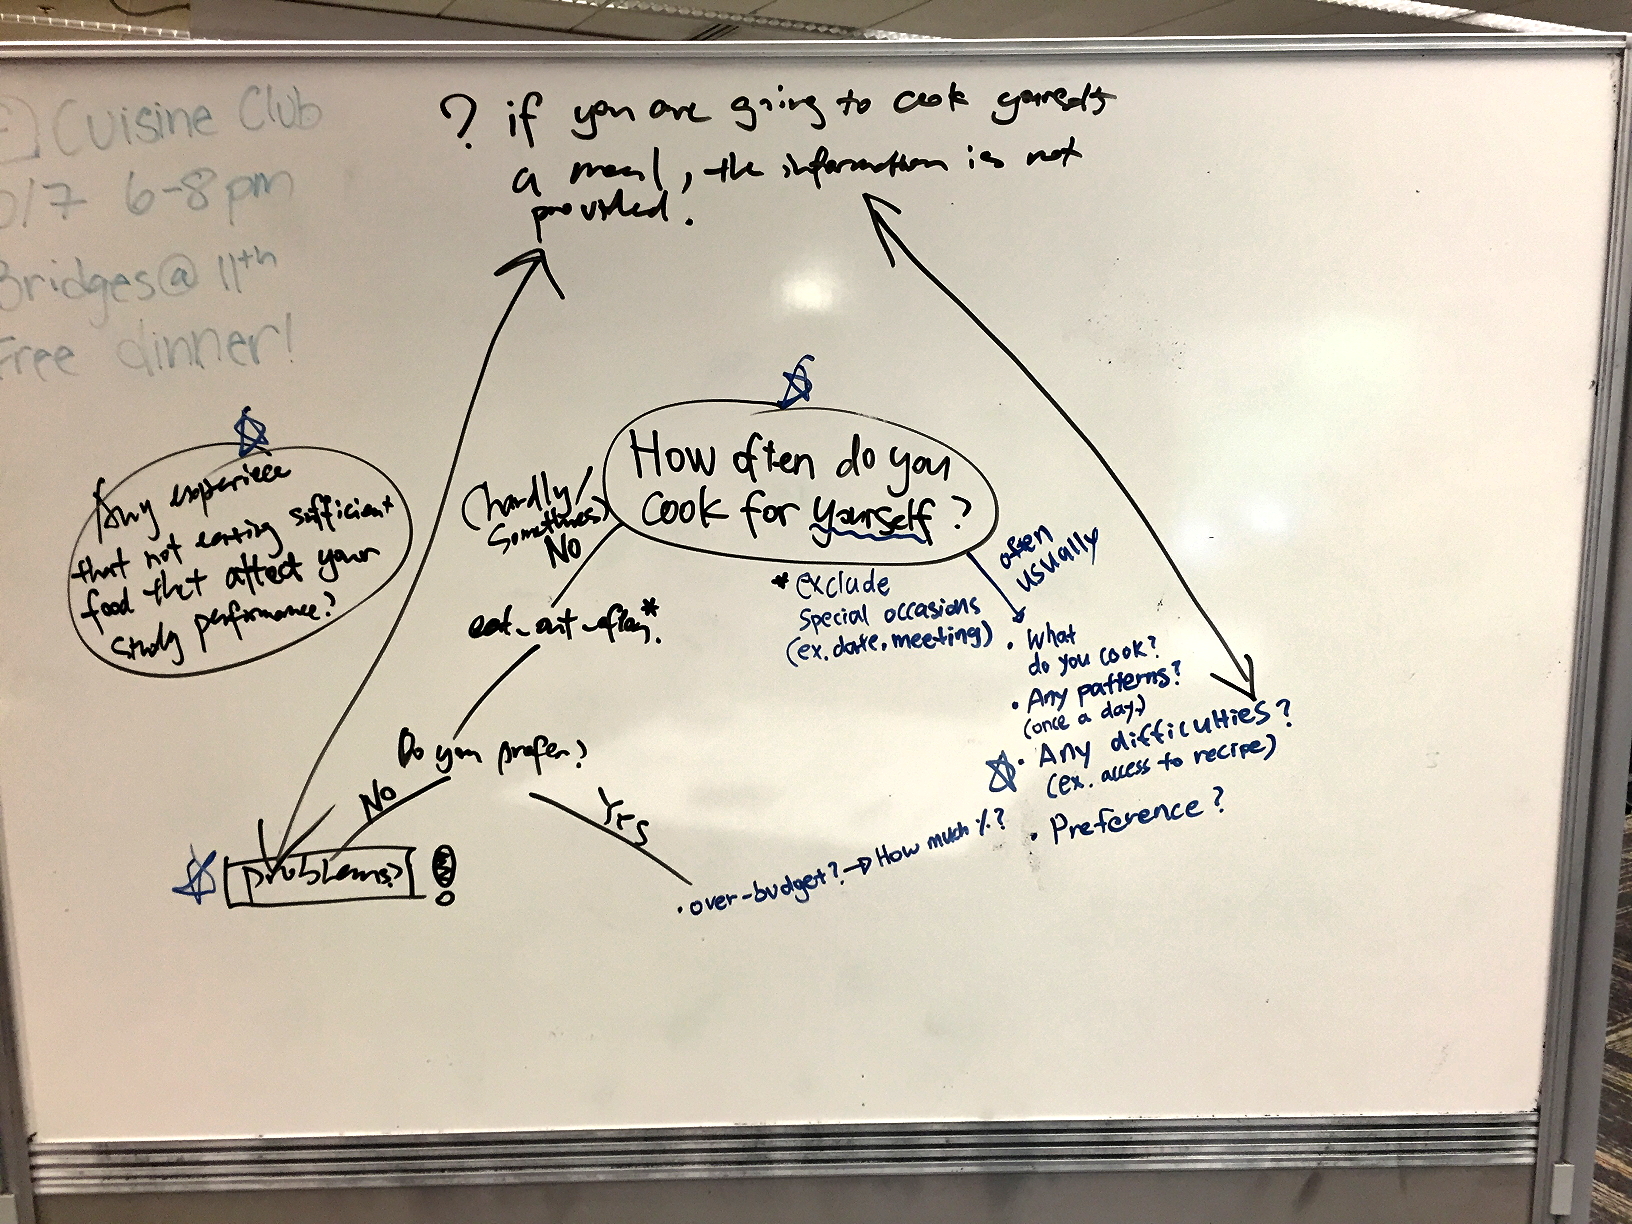 Cuisine Club
/7 6-8pm
Bridges@ 11th
Free dinner!
? if you are going to cook yourself
a meal, the information is not
provided.
Any experience
that not eating sufficient
food that affect your
study performance?
How often do you
cook for yourself?
(hardly/
sometimes)
NO
often
usually
* exclude
special occasions
(ex. date, meeting)
eat-out-often*.
Do you prefer?
NO
Yes
problems?
• over-budget? → How much %?
• What
do you cook?
• Any patterns?
(once a day,)
• Any difficulties?
(ex. access to recipe)
• Preference?